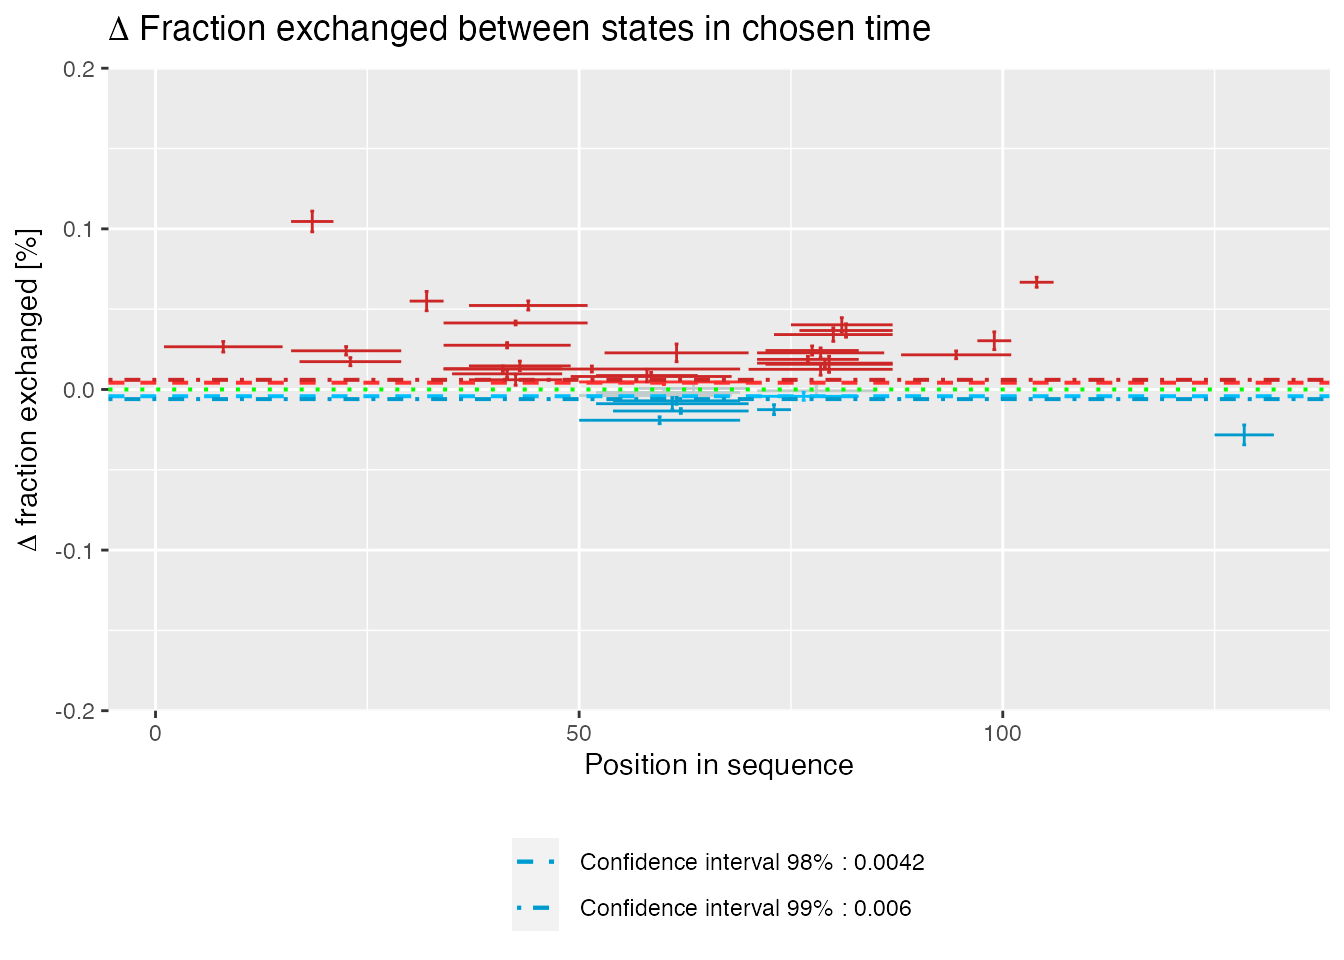 Δ Fraction exchanged between states in chosen time
Δ fraction exchanged [%]
0.2
0.1
0.0
-0.1
-0.2
0 50 100
Position in sequence
Confidence interval 98% : 0.0042
Confidence interval 99% : 0.006